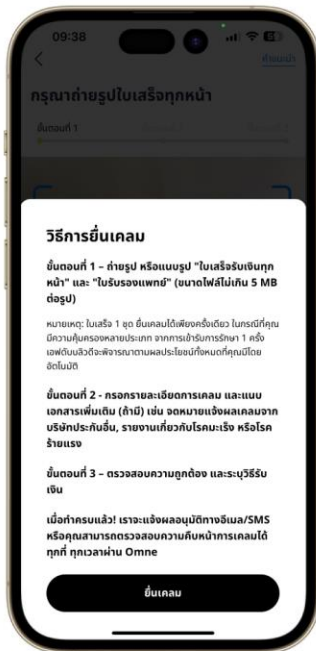 09:38
คำแนะนำ
กรุณาถ่ายรูปใบเสร็จทุกหน้า
ขั้นตอนที่ 1
วิธีการยื่นเคลม
ขั้นตอนที่ 1 – ถ่ายรูป หรือแนบรูป "ใบเสร็จรับเงินทุก
หน้า" และ "ใบรับรองแพทย์" (ขนาดไฟล์ไม่เกิน 5 MB
ต่อรูป)
หมายเหตุ: ใบเสร็จ 1 ชุด ยื่นเคลมได้เพียงครั้งเดียว ในกรณีที่คุณ
มีความคุ้มครองหลายประเภท จากการเข้ารับการรักษา 1 ครั้ง
เอฟดับบลิวดีจะพิจารณาตามผลประโยชน์ทั้งหมดที่คุณมีโดย
อัตโนมัติ
ขั้นตอนที่ 2 - กรอกรายละเอียดการเคลม และแนบ
เอกสารเพิ่มเติม (ถ้ามี) เช่น จดหมายแจ้งผลเคลมจาก
บริษัทประกันอื่น, รายงานเกี่ยวกับโรคมะเร็ง หรือโรค
ร้ายแรง
ขั้นตอนที่ 3 – ตรวจสอบความถูกต้อง และระบุวิธีรับ
เงิน
เมื่อทำครบแล้ว! เราจะแจ้งผลอนุมัติทางอีเมล/SMS
หรือคุณสามารถตรวจสอบความคืบหน้าการเคลมได้
ทุกที่ ทุกเวลาผ่าน Omne
ยื่นเคลม